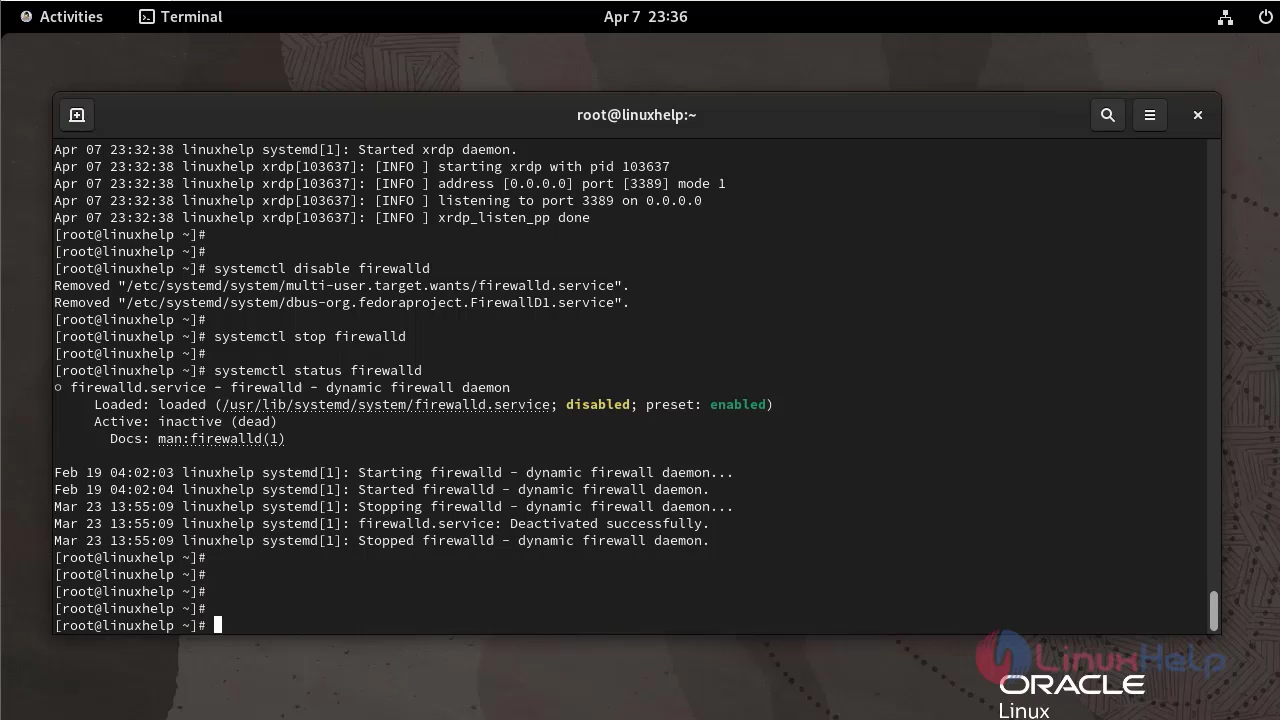 Activities Terminal Apr 7 23:36
root@linuxhelp:~
Apr 07 23:32:38 linuxhelp systemd[1]: Started xrdp daemon.
Apr 07 23:32:38 linuxhelp xrdp[103637]: [INFO ] starting xrdp with pid 103637
Apr 07 23:32:38 linuxhelp xrdp[103637]: [INFO ] address [0.0.0.0] port [3389] mode 1
Apr 07 23:32:38 linuxhelp xrdp[103637]: [INFO ] listening to port 3389 on 0.0.0.0
Apr 07 23:32:38 linuxhelp xrdp[103637]: [INFO ] xrdp_listen_pp done
[root@linuxhelp ~]#
[root@linuxhelp ~]#
[root@linuxhelp ~]# systemctl disable firewalld
Removed "/etc/systemd/system/multi-user.target.wants/firewalld.service".
Removed "/etc/systemd/system/dbus-org.fedoraproject.FirewallD1.service".
[root@linuxhelp ~]#
[root@linuxhelp ~]# systemctl stop firewalld
[root@linuxhelp ~]#
[root@linuxhelp ~]# systemctl status firewalld
○ firewalld.service - firewalld - dynamic firewall daemon
     Loaded: loaded (/usr/lib/systemd/system/firewalld.service; disabled; preset: enabled)
     Active: inactive (dead)
       Docs: man:firewalld(1)

Feb 19 04:02:03 linuxhelp systemd[1]: Starting firewalld - dynamic firewall daemon...
Feb 19 04:02:04 linuxhelp systemd[1]: Started firewalld - dynamic firewall daemon.
Mar 23 13:55:09 linuxhelp systemd[1]: Stopping firewalld - dynamic firewall daemon...
Mar 23 13:55:09 linuxhelp systemd[1]: firewalld.service: Deactivated successfully.
Mar 23 13:55:09 linuxhelp systemd[1]: Stopped firewalld - dynamic firewall daemon.
[root@linuxhelp ~]#
[root@linuxhelp ~]#
[root@linuxhelp ~]#
[root@linuxhelp ~]#
[root@linuxhelp ~]#
LinuxHelp
ORACLE
Linux